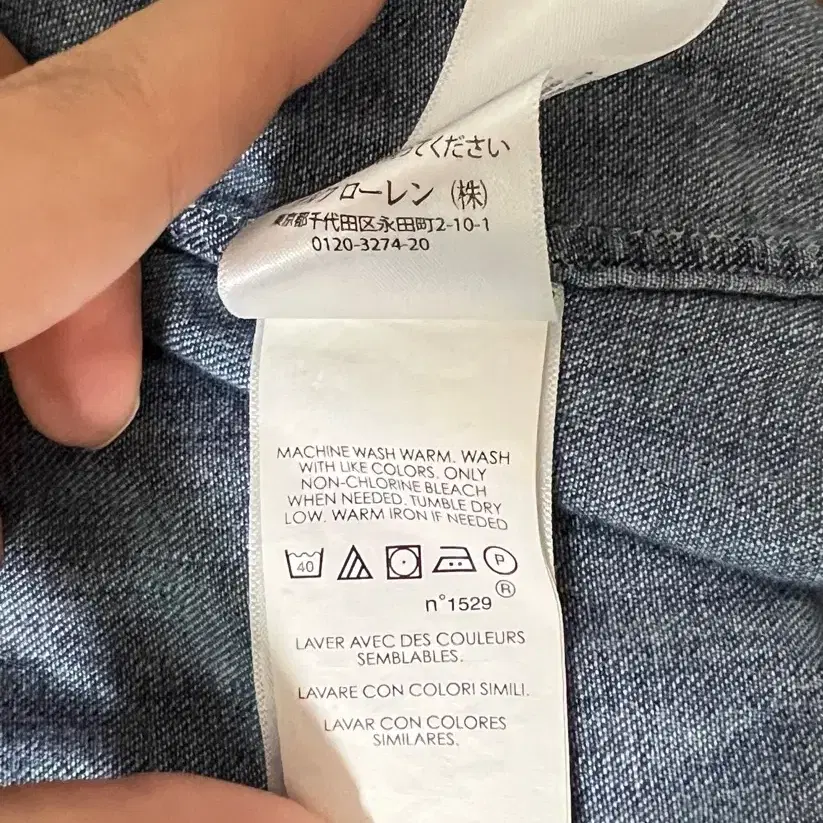 てください
ローレン (株)
東京都千代田区永田町2-10-1
0120-3274-20
MACHINE WASH WARM. WASH
WITH LIKE COLORS. ONLY
NON-CHLORINE BLEACH
WHEN NEEDED. TUMBLE DRY
LOW. WARM IRON IF NEEDED
40 P
n°1529 ®
LAVER AVEC DES COULEURS
SEMBLABLES.
LAVARE CON COLORI SIMILI.
LAVAR CON COLORES
SIMILARES.